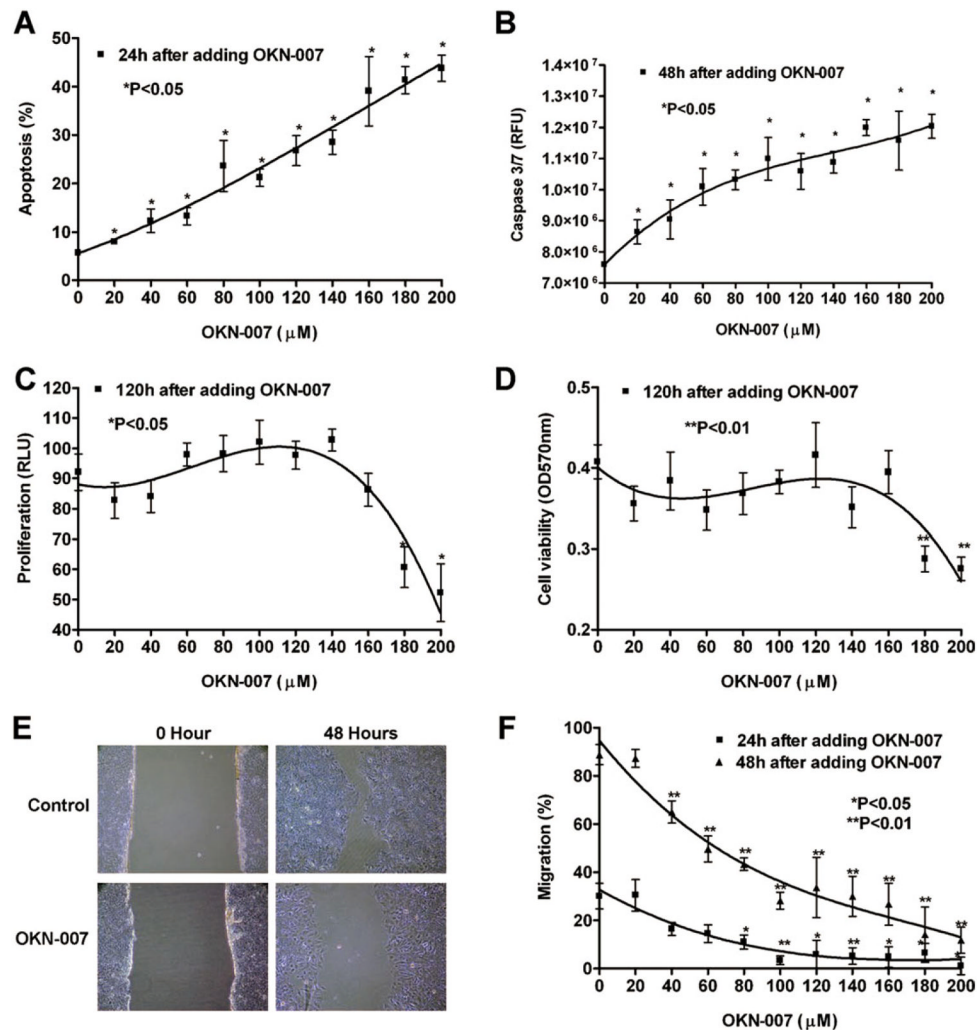 A
24h after adding OKN-007
*P<0.05
Apoptosis (%)
50
40
30
20
10
0
0 20 40 60 80 100 120 140 160 180 200
OKN-007 (μM)
B
48h after adding OKN-007
*P<0.05
Caspase 3/7 (RFU)
1.4×10⁷
1.3×10⁷
1.2×10⁷
1.1×10⁷
1.0×10⁷
9.0×10⁶
8.0×10⁶
7.0×10⁶
0 20 40 60 80 100 120 140 160 180 200
OKN-007 (μM)
C
120h after adding OKN-007
*P<0.05
Proliferation (RLU)
120
110
100
90
80
70
60
50
40
0 20 40 60 80 100 120 140 160 180 200
OKN-007 (μM)
D
120h after adding OKN-007
**P<0.01
Cell viability (OD570nm)
0.5
0.4
0.3
0.2
0 20 40 60 80 100 120 140 160 180 200
OKN-007 (μM)
E
0 Hour 48 Hours
Control
OKN-007
F
24h after adding OKN-007
48h after adding OKN-007
*P<0.05
**P<0.01
Migration (%)
100
80
60
40
20
0
0 20 40 60 80 100 120 140 160 180 200
OKN-007 (μM)